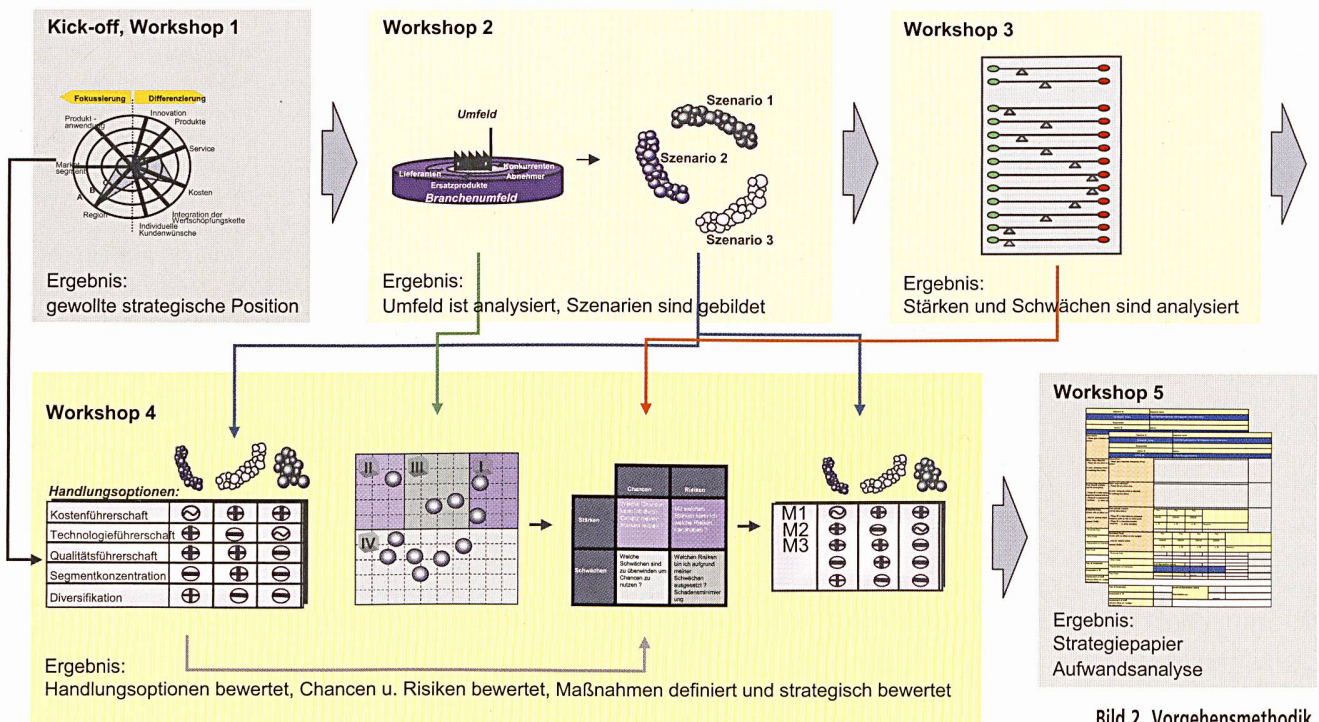 Kick-off, Workshop 1
Fokussierung
Differenzierung
Produkt-
anwendung
Innovation
Produkte
Service
Kosten
Integration der
Wertschöpfungskette
Individuelle
Kundenwünsche
Region
Markt-
segment
A
B
C
Ergebnis:
gewollte strategische Position
Workshop 2
Umfeld
Lieferanten
Konkurrenten
Abnehmer
Ersatzprodukte
Branchenumfeld
Szenario 1
Szenario 2
Szenario 3
Ergebnis:
Umfeld ist analysiert, Szenarien sind gebildet
Workshop 3
Ergebnis:
Stärken und Schwächen sind analysiert
Workshop 4
Handlungsoptionen:
Kostenführerschaft
Technologieführerschaft
Qualitätsführerschaft
Segmentkonzentration
Diversifikation
II
III
I
IV
Chancen
Risiken
Stärken
Schwächen
Welche
Schwächen sind
zu überwinden um
Chancen zu
nutzen ?
Welchen Risiken
bin ich aufgrund
meiner
Schwächen
ausgesetzt ?
Schadensminimier
ung
M1
M2
M3
Ergebnis:
Handlungsoptionen bewertet, Chancen u. Risiken bewertet, Maßnahmen definiert und strategisch bewertet
Workshop 5
Ergebnis:
Strategiepapier
Aufwandsanalyse
Bild 2. Vorgehensmethodik